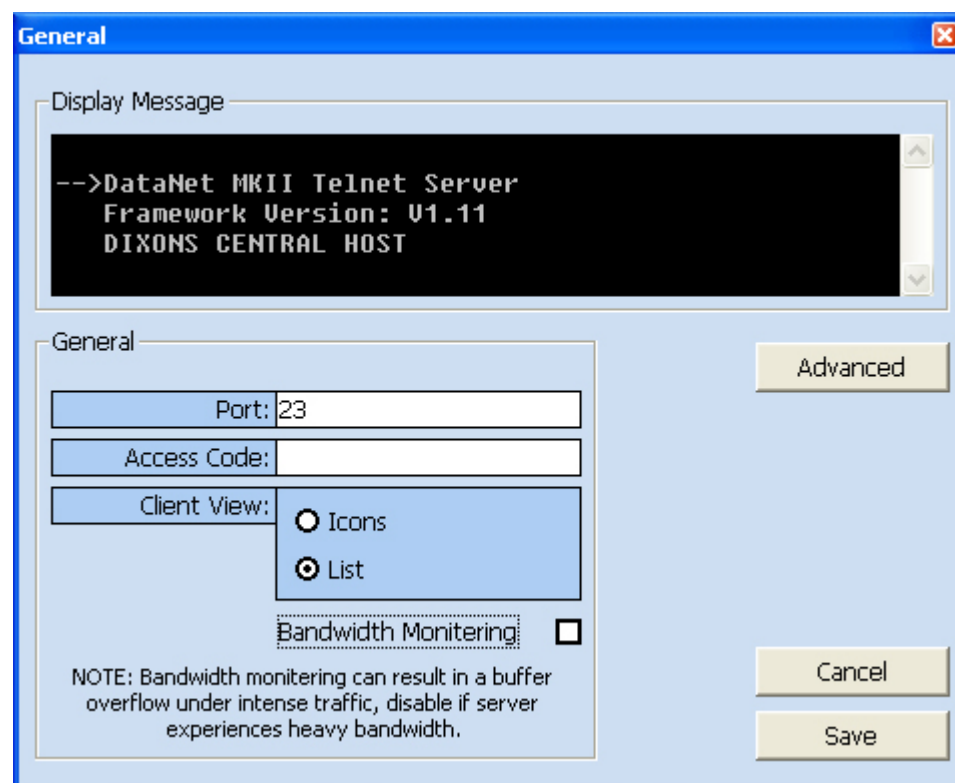 General
Display Message
-->DataNet MKII Telnet Server
Framework Version: V1.11
DIXONS CENTRAL HOST
General
Advanced
Port: 23
Access Code:
Client View:
Icons
List
Bandwidth Monitering
NOTE: Bandwidth monitering can result in a buffer
overflow under intense traffic, disable if server
experiences heavy bandwidth.
Cancel
Save